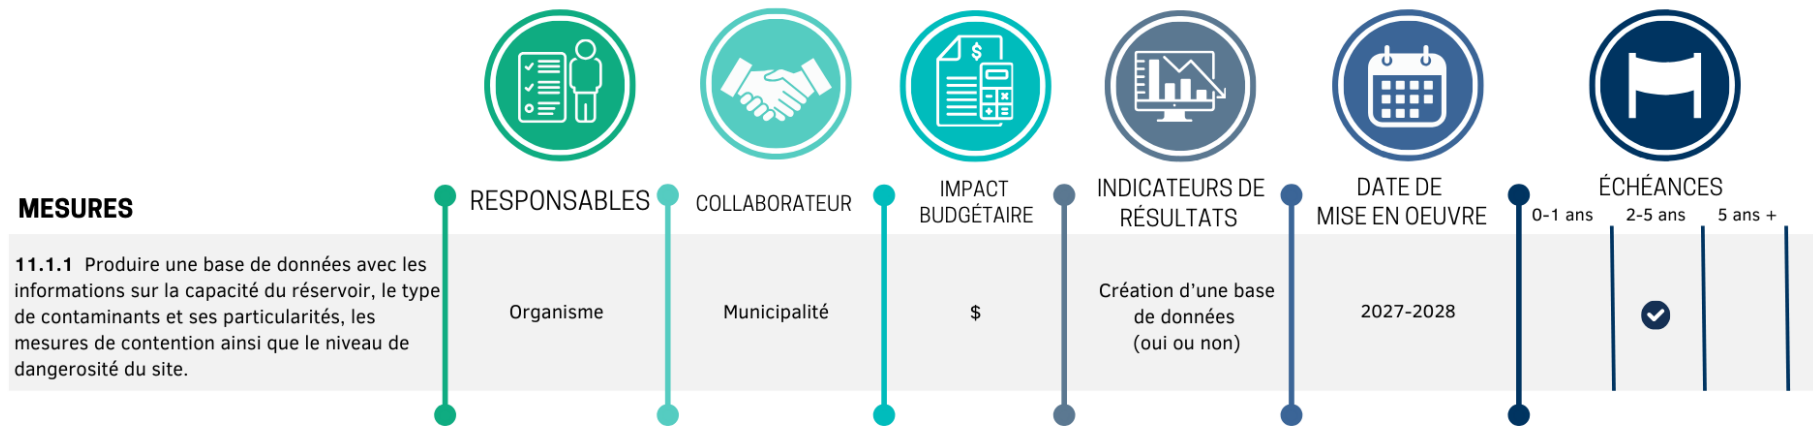 MESURES
RESPONSABLES
COLLABORATEUR
IMPACT
BUDGÉTAIRE
INDICATEURS DE
RÉSULTATS
DATE DE
MISE EN OEUVRE
ÉCHÉANCES
0-1 ans
2-5 ans
5 ans +
11.1.1 Produire une base de données avec les
informations sur la capacité du réservoir, le type
de contaminants et ses particularités, les
mesures de contention ainsi que le niveau de
dangerosité du site.
Organisme
Municipalité
$
Création d’une base
de données
(oui ou non)
2027-2028